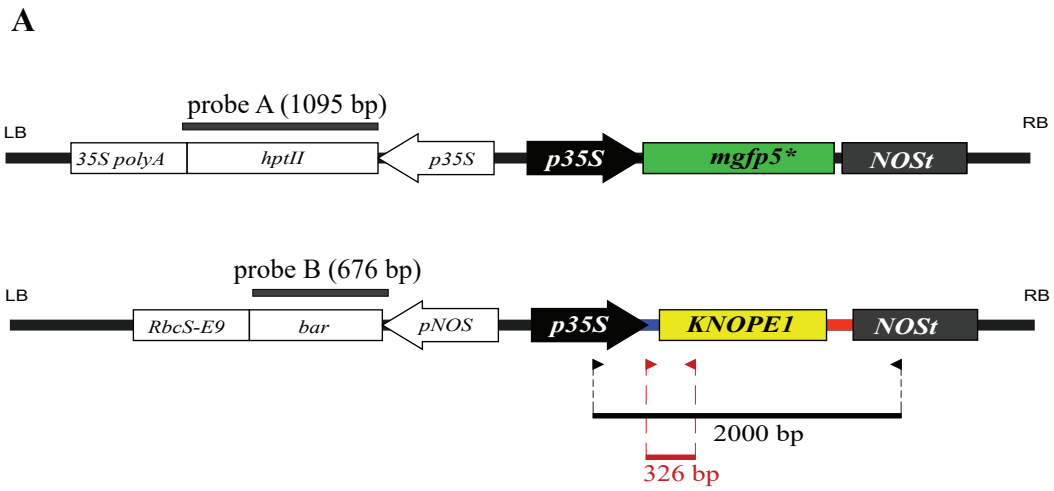 A
probe A (1095 bp)
LB
RB
35S polyA hptII p35S p35S mgfp5* NOSt
probe B (676 bp)
LB
RB
RbcS-E9 bar pNOS p35S KNOPE1 NOSt
2000 bp
326 bp